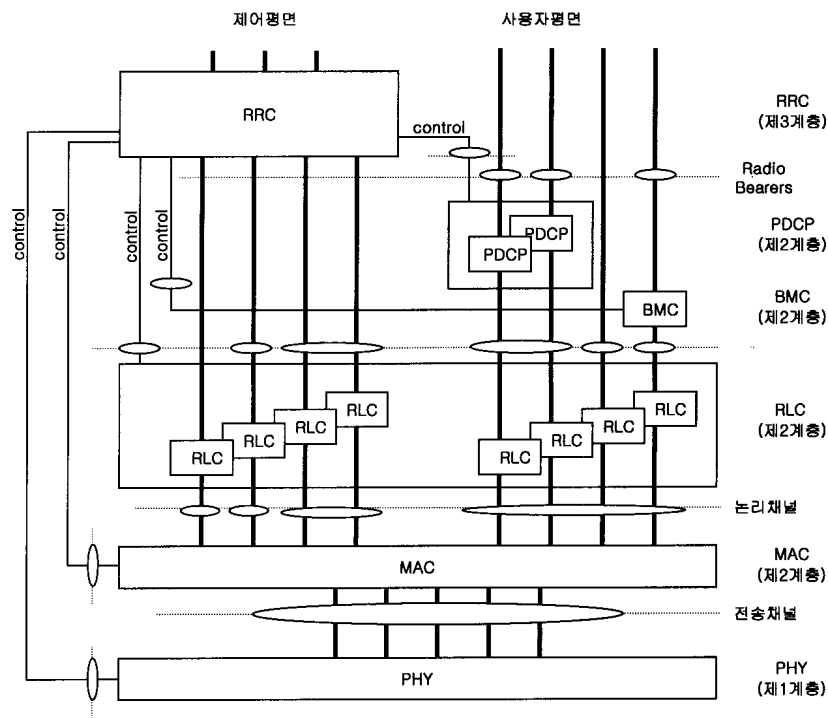 제어평면
사용자평면
RRC
control
RRC
(제3계층)
Radio
Bearers
control
control
control
control
PDCP
PDCP
PDCP
(제2계층)
BMC
BMC
(제2계층)
RLC
RLC
RLC
RLC
RLC
RLC
RLC
RLC
RLC
(제2계층)
논리채널
MAC
MAC
(제2계층)
전송채널
PHY
PHY
(제1계층)